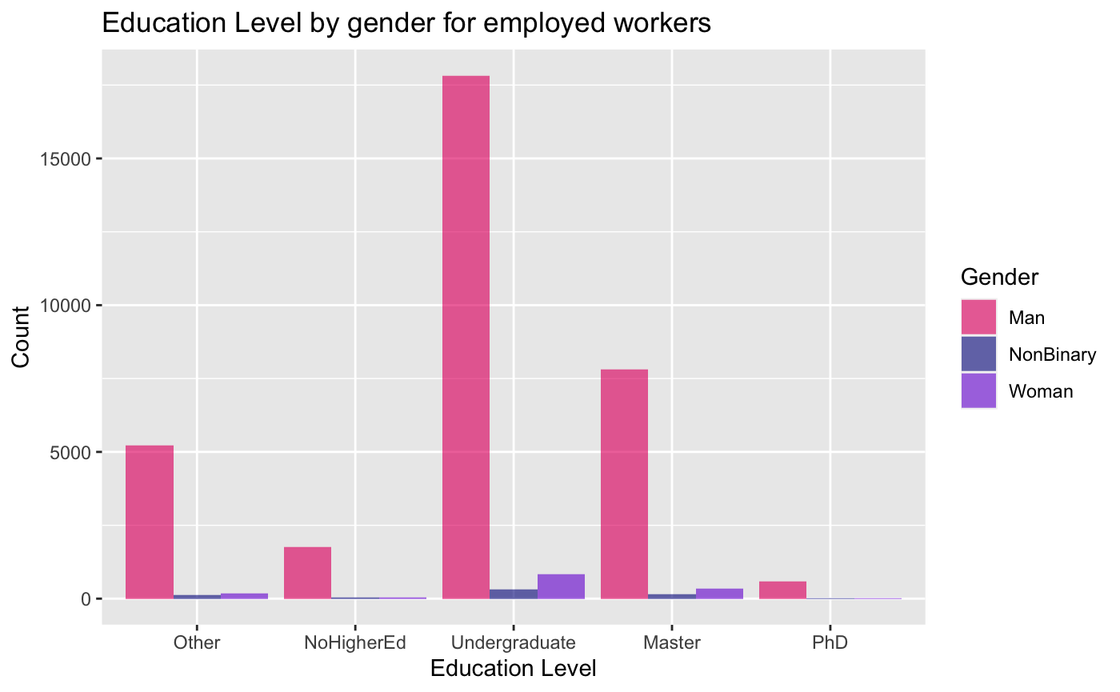 Education Level by gender for employed workers
Count
15000
10000
5000
0
Other NoHigherEd Undergraduate Master PhD
Education Level
Gender
Man
NonBinary
Woman